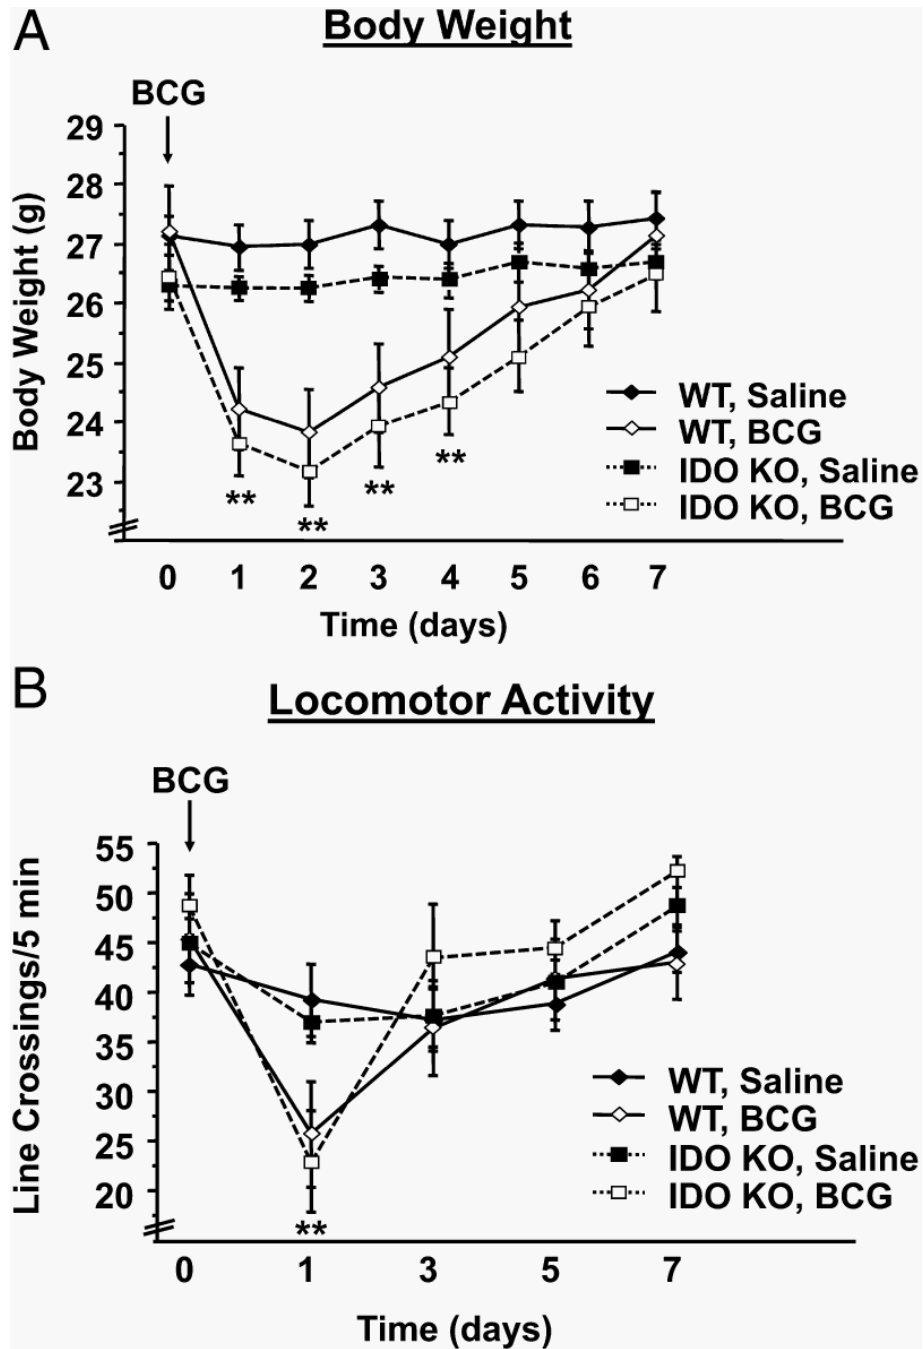 A
Body Weight
BCG
29
28
27
26
25
24
23
Body Weight (g)
WT, Saline
WT, BCG
IDO KO, Saline
IDO KO, BCG
**
**
**
**
0 1 2 3 4 5 6 7
Time (days)
B
Locomotor Activity
BCG
55
50
45
40
35
30
25
20
Line Crossings/5 min
WT, Saline
WT, BCG
IDO KO, Saline
IDO KO, BCG
**
0 1 3 5 7
Time (days)